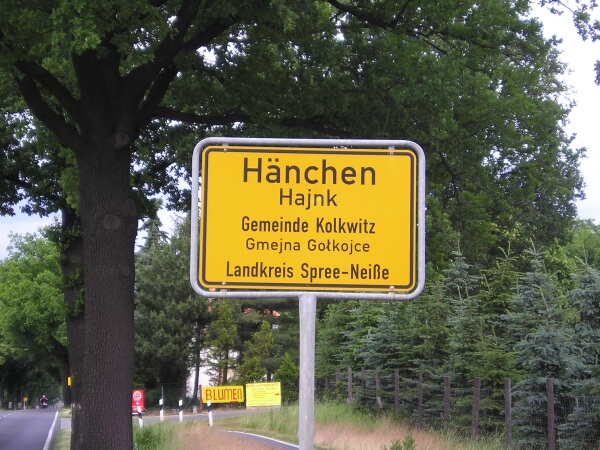 Hänchen
Hajnk
Gemeinde Kolkwitz
Gmejna Gołkojce
Landkreis Spree-Neiße
BLUMEN